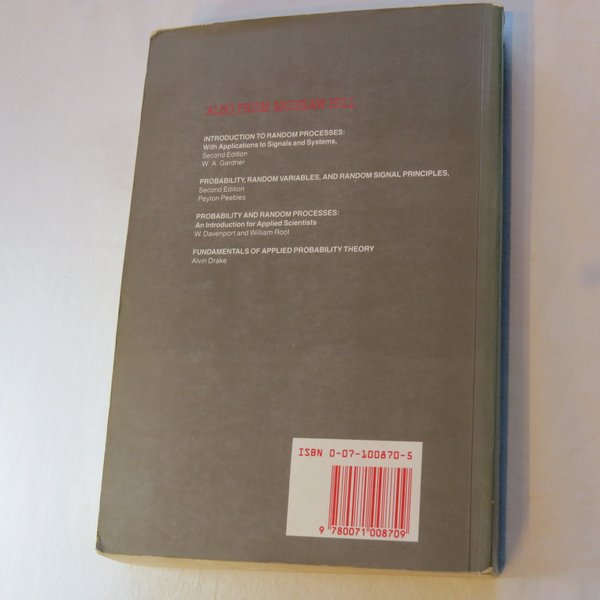 ALSO FROM McGRAW-HILL
INTRODUCTION TO RANDOM PROCESSES:
With Applications to Signals and Systems,
Second Edition
W. A. Gardner
PROBABILITY, RANDOM VARIABLES, AND RANDOM SIGNAL PRINCIPLES,
Second Edition
Peyton Peebles
PROBABILITY AND RANDOM PROCESSES:
An Introduction for Applied Scientists
W. Davenport and William Root
FUNDAMENTALS OF APPLIED PROBABILITY THEORY
Alvin Drake
ISBN 0-07-100870-5
9 780071 008709